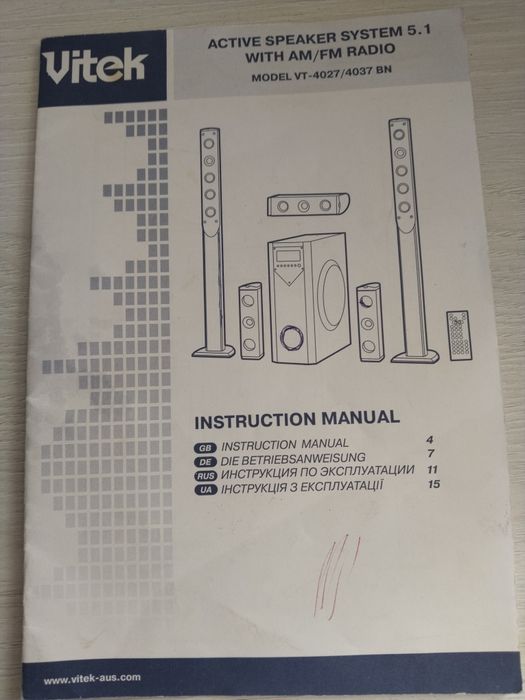 Vitek
ACTIVE SPEAKER SYSTEM 5.1
WITH AM/FM RADIO
MODEL VT-4027/4037 BN
INSTRUCTION MANUAL
GB INSTRUCTION MANUAL 4
DE DIE BETRIEBSANWEISUNG 7
RUS ИНСТРУКЦИЯ ПО ЭКСПЛУАТАЦИИ 11
UA ІНСТРУКЦІЯ З ЕКСПЛУАТАЦІЇ 15
www.vitek-aus.com